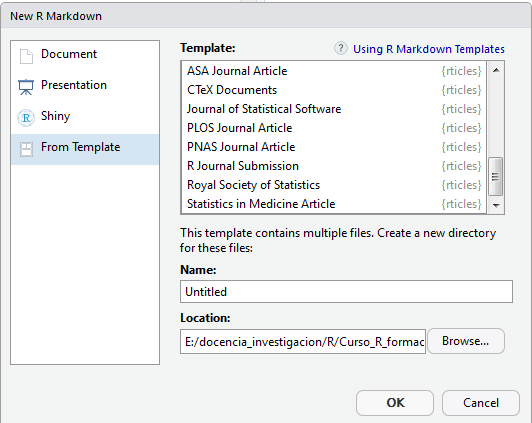 New R Markdown
Document
Presentation
Shiny
From Template
Template:
? Using R Markdown Templates
ASA Journal Article {rticles}
CTeX Documents {rticles}
Journal of Statistical Software {rticles}
PLOS Journal Article {rticles}
PNAS Journal Article {rticles}
R Journal Submission {rticles}
Royal Society of Statistics {rticles}
Statistics in Medicine Article {rticles}
This template contains multiple files. Create a new directory
for these files:
Name:
Untitled
Location:
E:/docencia_investigacion/R/Curso_R_formac
Browse...
OK
Cancel